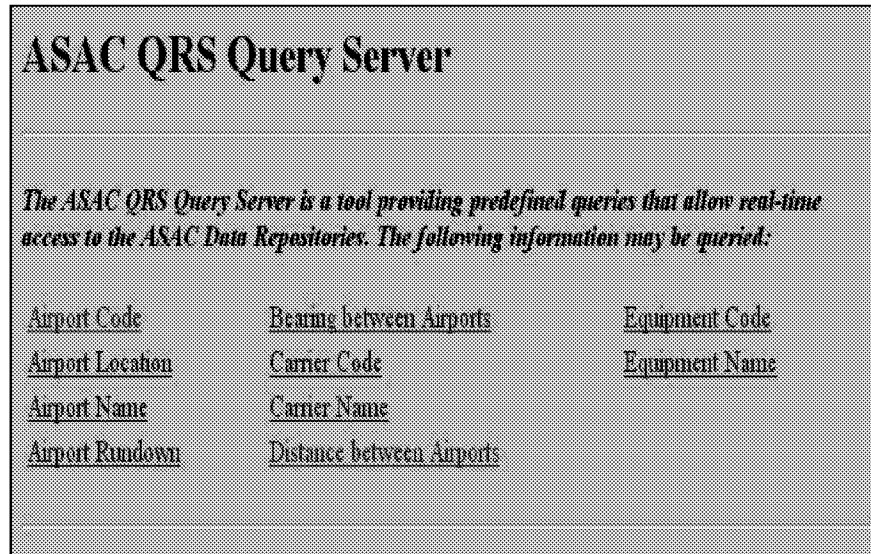 ASAC QRS Query Server
The ASAC QRS Query Server is a tool providing predefined queries that allow real-time
access to the ASAC Data Repositories. The following information may be queried:
Airport Code Bearing between Airports Equipment Code
Airport Location Carrier Code Equipment Name
Airport Name Carrier Name
Airport Rundown Distance between Airports